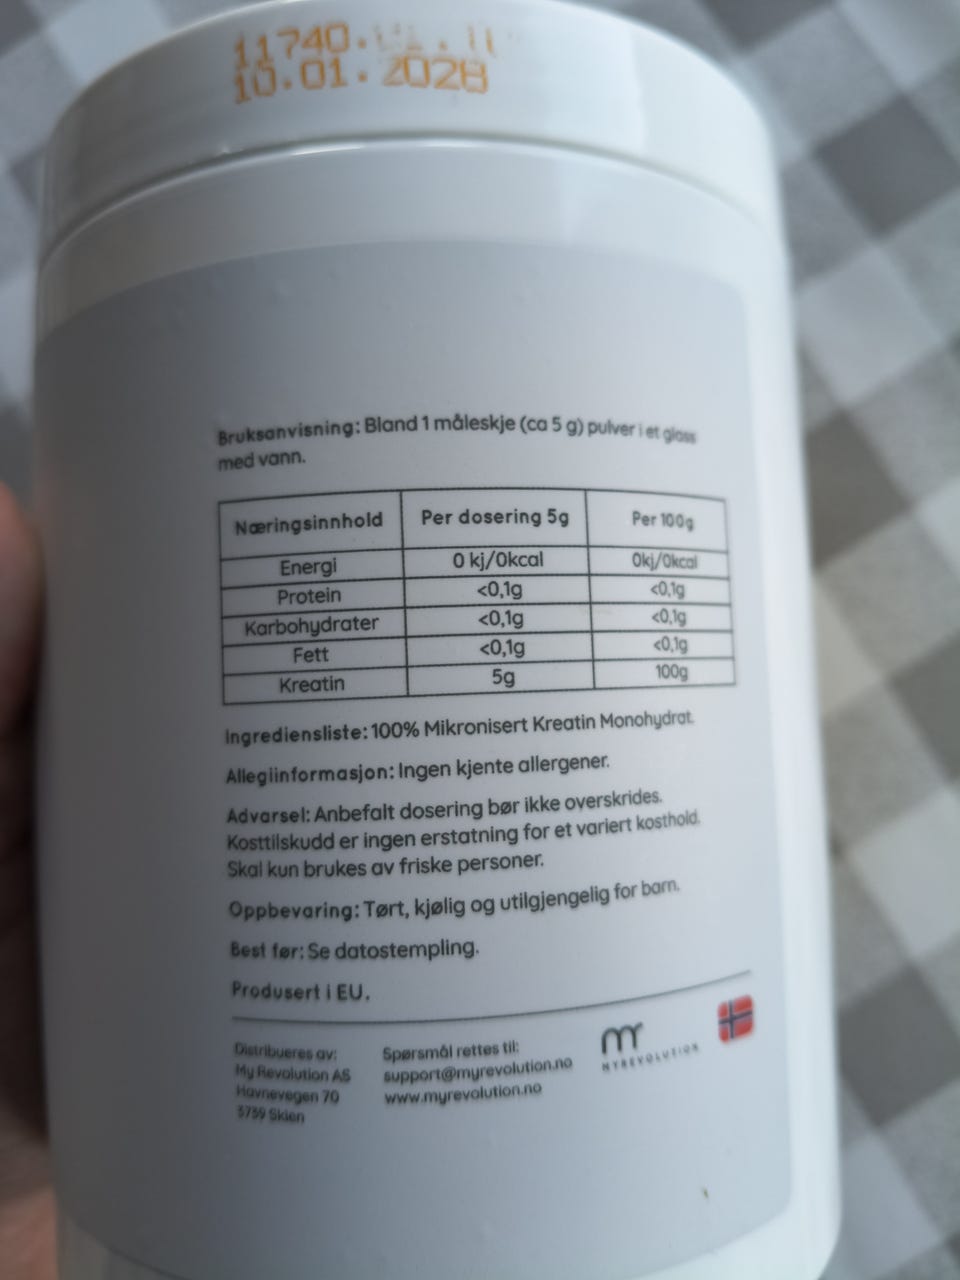 11740.
10.01.2028
Bruksanvisning: Bland 1 måleskje (ca 5 g) pulver i et glass
med vann.
Næringsinnhold Per dosering 5g Per 100g
Energi 0 kj/0kcal 0kj/0kcal
Protein <0,1g <0,1g
Karbohydrater <0,1g <0,1g
Fett <0,1g <0,1g
Kreatin 5g 100g
Ingrediensliste: 100% Mikronisert Kreatin Monohydrat.
Allegiinformasjon: Ingen kjente allergener.
Advarsel: Anbefalt dosering bør ikke overskrides.
Kosttilskudd er ingen erstatning for et variert kosthold.
Skal kun brukes av friske personer.
Oppbevaring: Tørt, kjølig og utilgjengelig for barn.
Best før: Se datostempling.
Produsert i EU.
Distribueres av:
My Revolution AS
Havnevegen 70
3739 Skien
Spørsmål rettes til:
support@myrevolution.no
www.myrevolution.no
mr
MYREVOLUTION